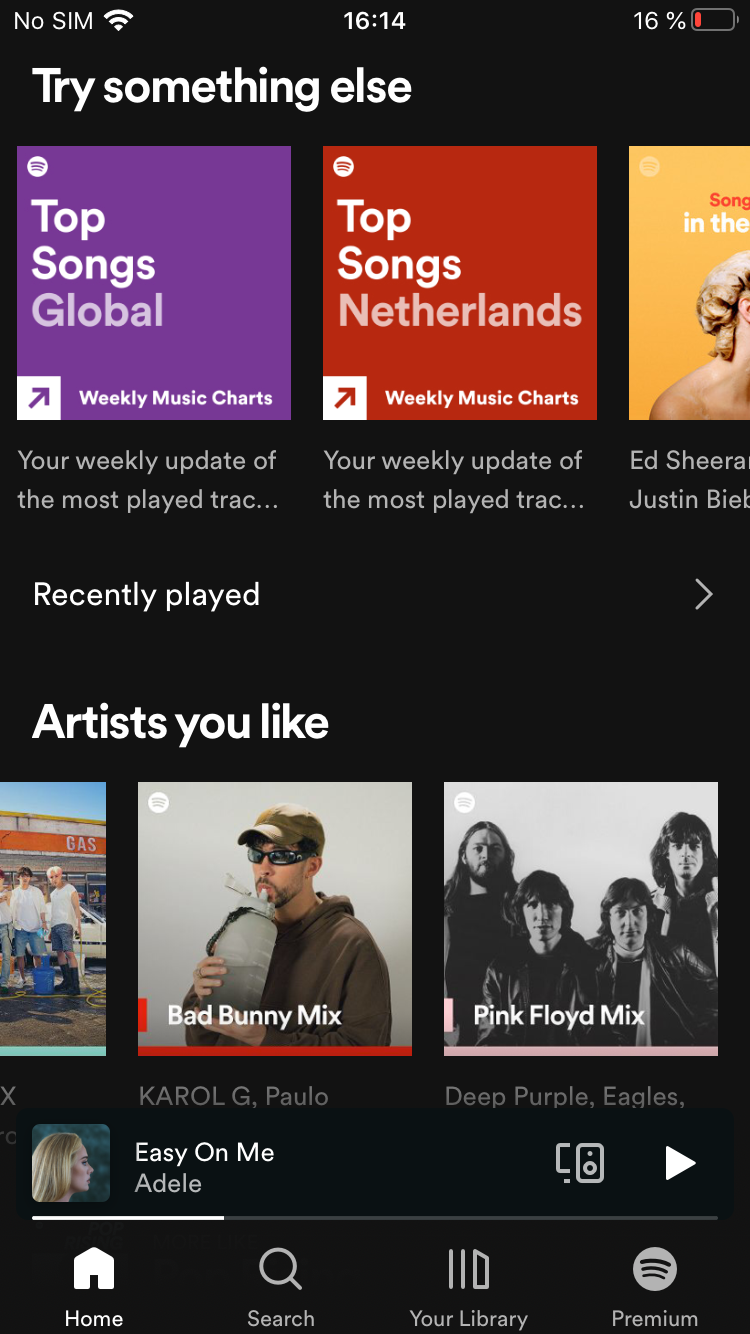 No SIM 16:14 16 %
Try something else
Top
Songs
Global
Weekly Music Charts
Top
Songs
Netherlands
Weekly Music Charts
Song
in the
Your weekly update of
the most played trac...
Your weekly update of
the most played trac...
Ed Sheera
Justin Bieb
Recently played
Artists you like
GAS
Bad Bunny Mix
Pink Floyd Mix
X
KAROL G, Paulo
Deep Purple, Eagles,
Easy On Me
Adele
Home
Search
Your Library
Premium